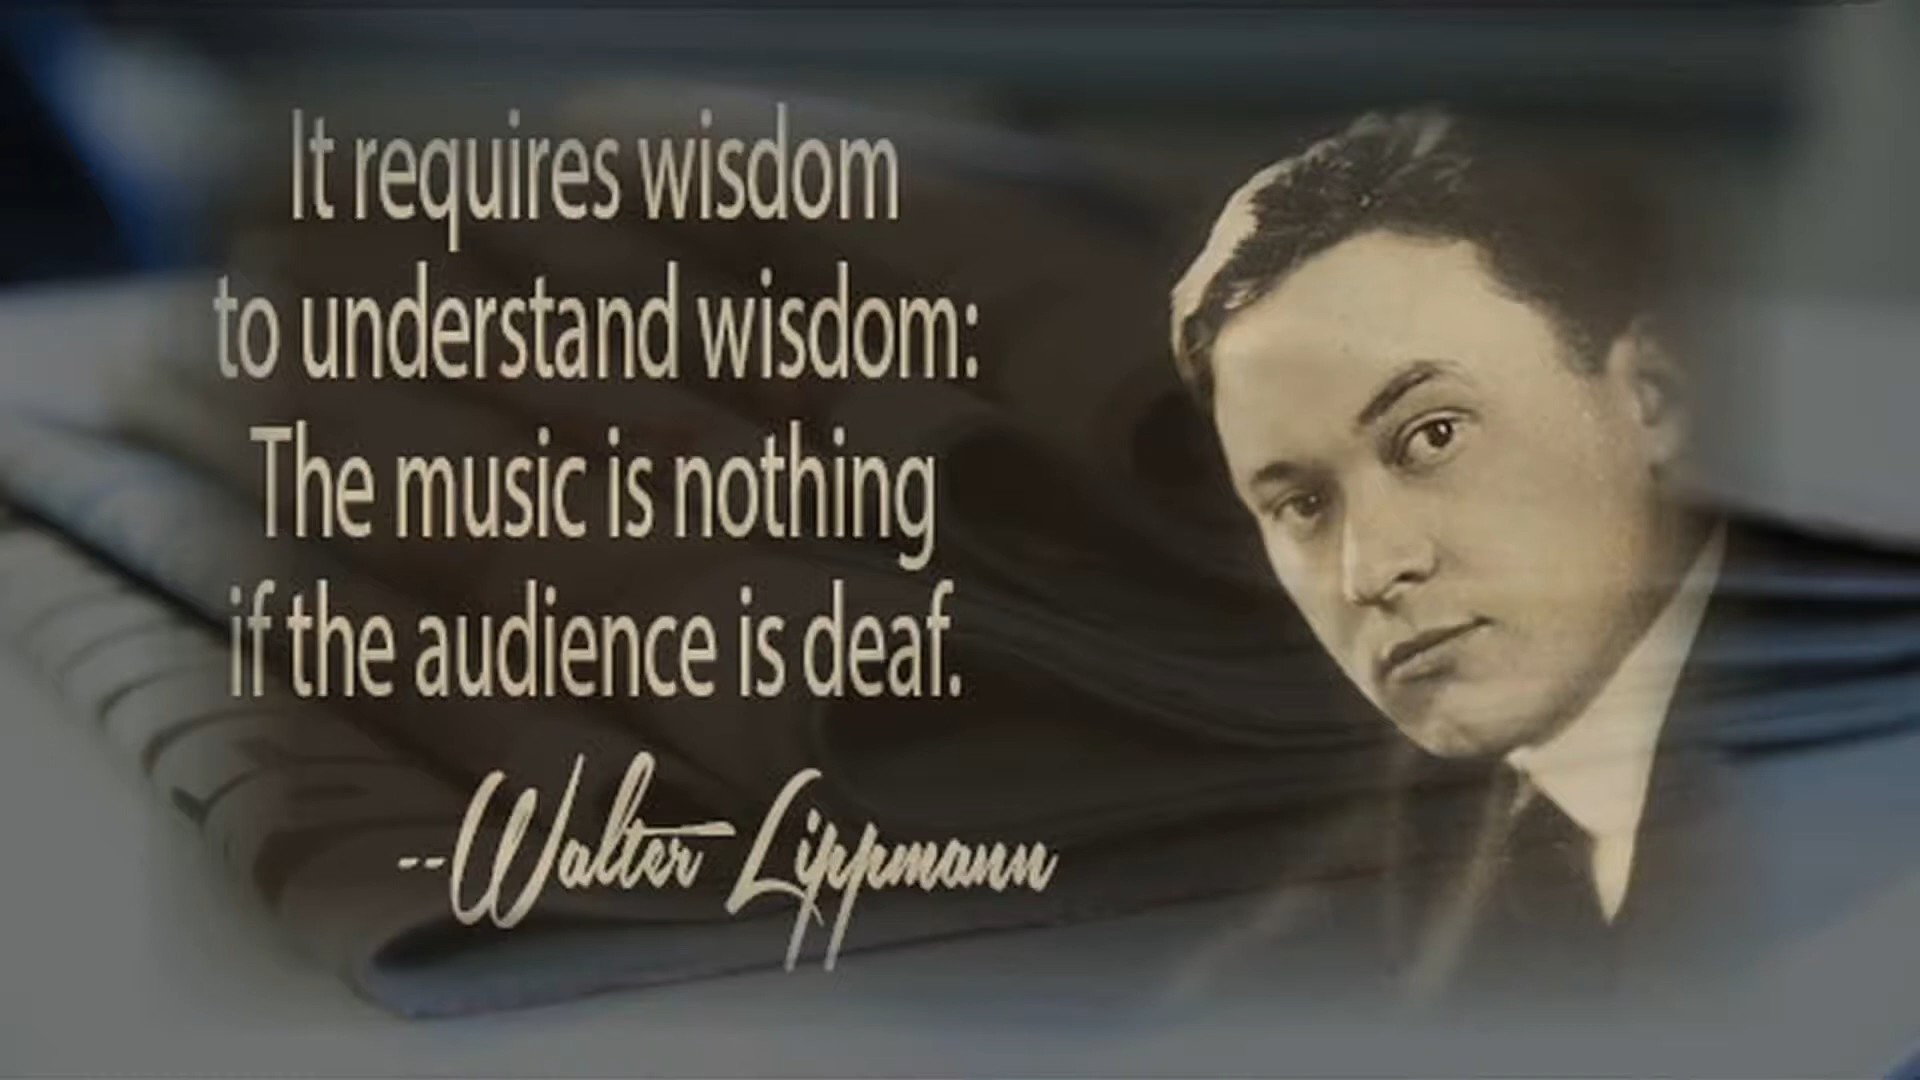 It requires wisdom
to understand wisdom:
The music is nothing
if the audience is deaf.
--Walter Lippmann